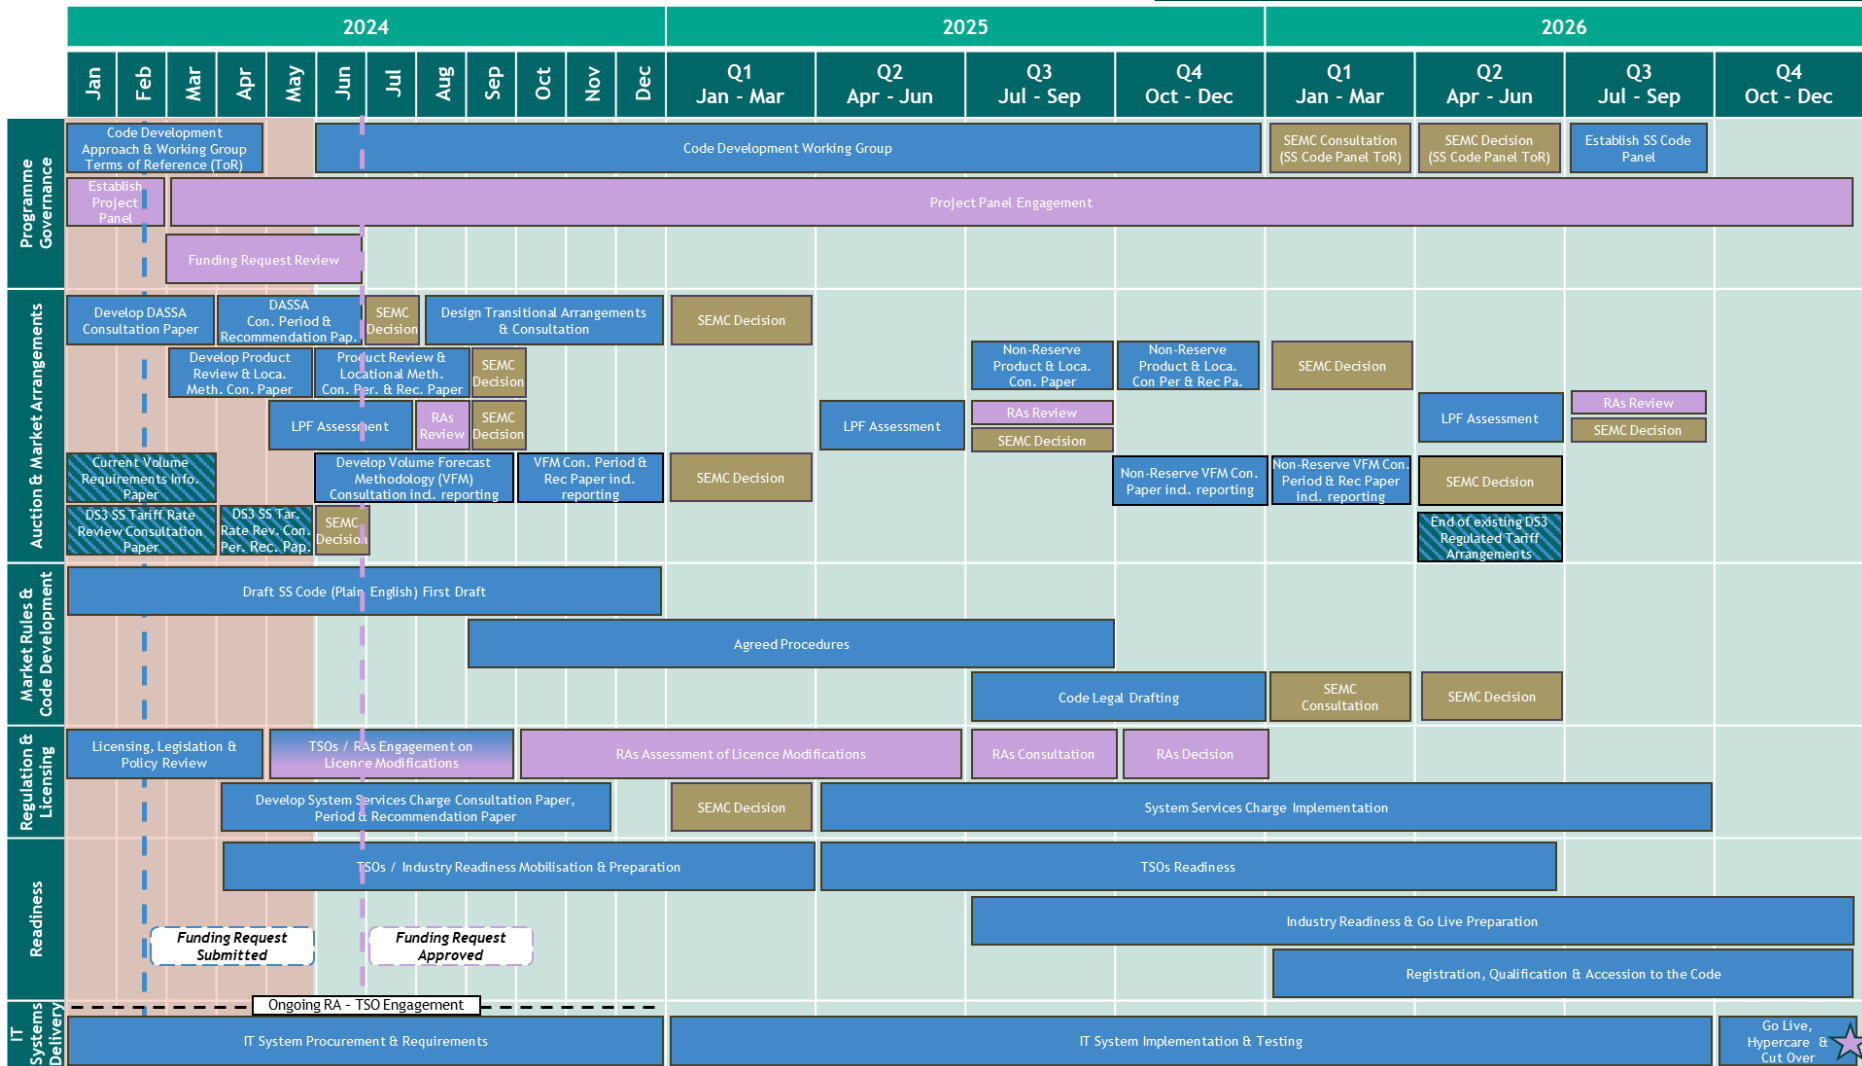 2024
2025
2026
Jan
Feb
Mar
Apr
May
Jun
Jul
Aug
Sep
Oct
Nov
Dec
Q1
Jan - Mar
Q2
Apr - Jun
Q3
Jul - Sep
Q4
Oct - Dec
Q1
Jan - Mar
Q2
Apr - Jun
Q3
Jul - Sep
Q4
Oct - Dec
Programme
Governance
Code Development
Approach & Working Group
Terms of Reference (ToR)
Code Development Working Group
SEMC Consultation
(SS Code Panel ToR)
SEMC Decision
(SS Code Panel ToR)
Establish SS Code
Panel
Establish
Project
Panel
Project Panel Engagement
Funding Request Review
Auction & Market Arrangements
Develop DASSA
Consultation Paper
DASSA
Con. Period &
Recommendation Pap.
SEMC
Decision
Design Transitional Arrangements
& Consultation
SEMC Decision
Develop Product
Review & Loca.
Meth. Con. Paper
Product Review &
Locational Meth.
Con. Per. & Rec. Paper
SEMC
Decision
Non-Reserve
Product & Loca.
Con. Paper
Non-Reserve
Product & Loca.
Con Per & Rec Pa.
SEMC Decision
LPF Assessment
RAs
Review
SEMC
Decision
LPF Assessment
RAs Review
SEMC Decision
LPF Assessment
RAs Review
SEMC Decision
Current Volume
Requirements Info.
Paper
Develop Volume Forecast
Methodology (VFM)
Consultation incl. reporting
VFM Con. Period &
Rec Paper incl.
reporting
SEMC Decision
Non-Reserve VFM Con.
Paper incl. reporting
Non-Reserve VFM Con.
Period & Rec Paper
incl. reporting
SEMC Decision
DS3 SS Tariff Rate
Review Consultation
Paper
DS3 SS Tar.
Rate Rev. Con.
Per. Rec. Pap.
SEMC
Decision
End of existing DS3
Regulated Tariff
Arrangements
Market Rules &
Code Development
Draft SS Code (Plain English) First Draft
Agreed Procedures
Code Legal Drafting
SEMC
Consultation
SEMC Decision
Regulation &
Licensing
Licensing, Legislation &
Policy Review
TSOs / RAs Engagement on
Licence Modifications
RAs Assessment of Licence Modifications
RAs Consultation
RAs Decision
Develop System Services Charge Consultation Paper,
Period & Recommendation Paper
SEMC Decision
System Services Charge Implementation
Readiness
TSOs / Industry Readiness Mobilisation & Preparation
TSOs Readiness
Industry Readiness & Go Live Preparation
Funding Request
Submitted
Funding Request
Approved
Registration, Qualification & Accession to the Code
IT
Systems
Delivery
Ongoing RA - TSO Engagement
IT System Procurement & Requirements
IT System Implementation & Testing
Go Live,
Hypercare &
Cut Over